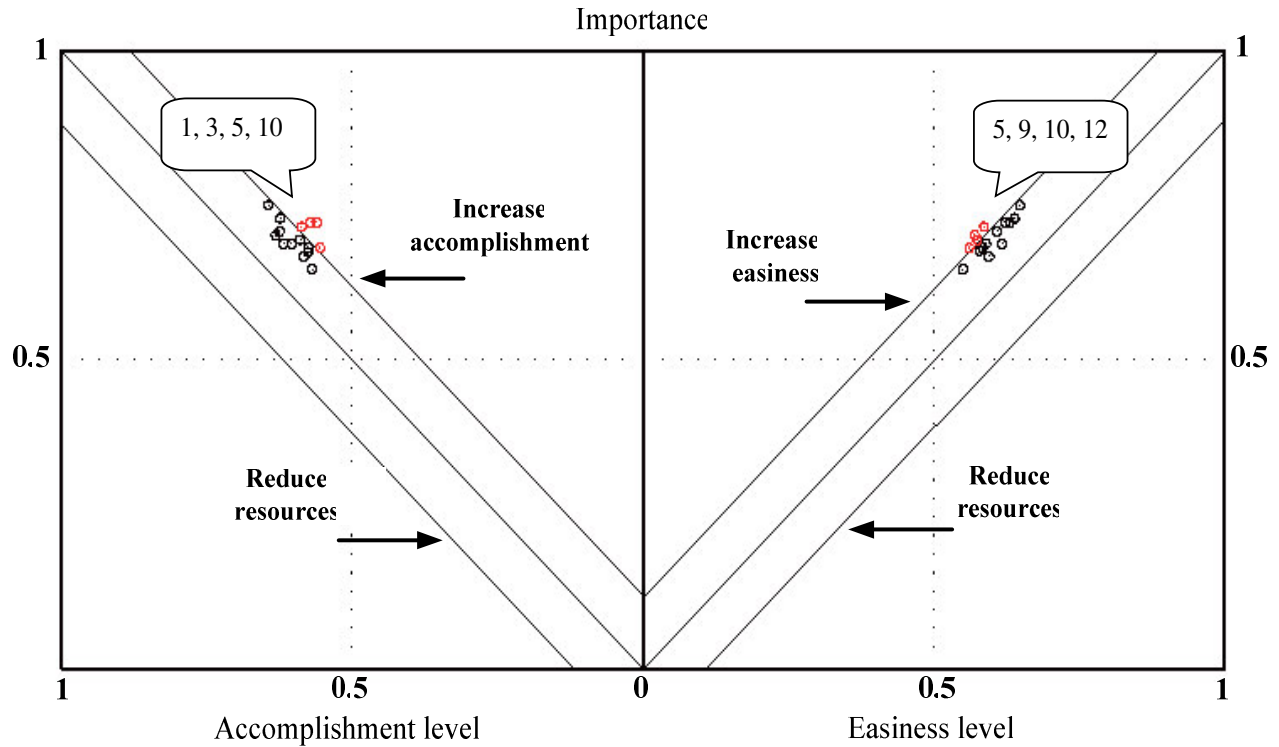 Importance
1
1
1, 3, 5, 10
5, 9, 10, 12
Increase
accomplishment
Increase
easiness
0.5
0.5
Reduce
resources
Reduce
resources
1
0.5
0
0.5
1
Accomplishment level
Easiness level